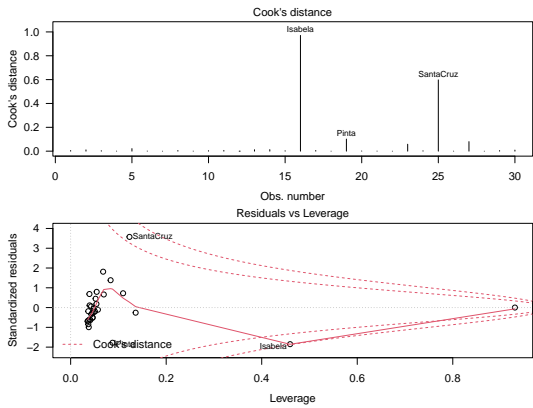 Cook's distance
Cook's distance
0.0
0.2
0.4
0.6
0.8
1.0
Isabela
SantaCruz
Pinta
0
5
10
15
20
25
30
Obs. number
Residuals vs Leverage
Standardized residuals
4
3
2
1
0
−1
−2
SantaCruz
Isabela
Cook's distance
0.0
0.2
0.4
0.6
0.8
Leverage